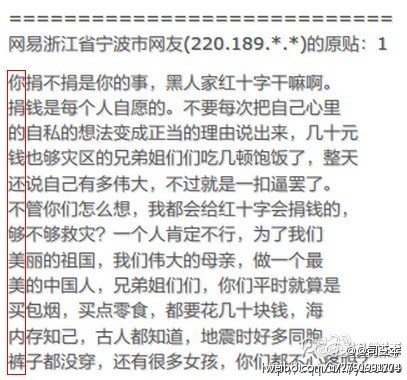 ==============================
网易浙江省宁波市网友(220.189.*.*)的原贴：1
你捐不捐是你的事，黑人家红十字干嘛啊。
捐钱是每个人自愿的。不要每次把自己心里
的自私的想法变成正当的理由说出来，几十元
钱也够灾区的兄弟姐们们吃几顿饱饭了，整天
还说自己有多伟大，不过就是一扣逼罢了。
不管你们怎么想，我都会给红十字会捐钱的，
够不够救灾？一个人肯定不行，为了我们
美丽的祖国，我们伟大的母亲，做一个最
美的中国人，兄弟姐们们，你们平时就算是
买包烟，买点零食，都要花几十块钱，海
内存知己，古人都知道，地震时好多同胞
裤子都没穿，还有很多女孩，你们都不